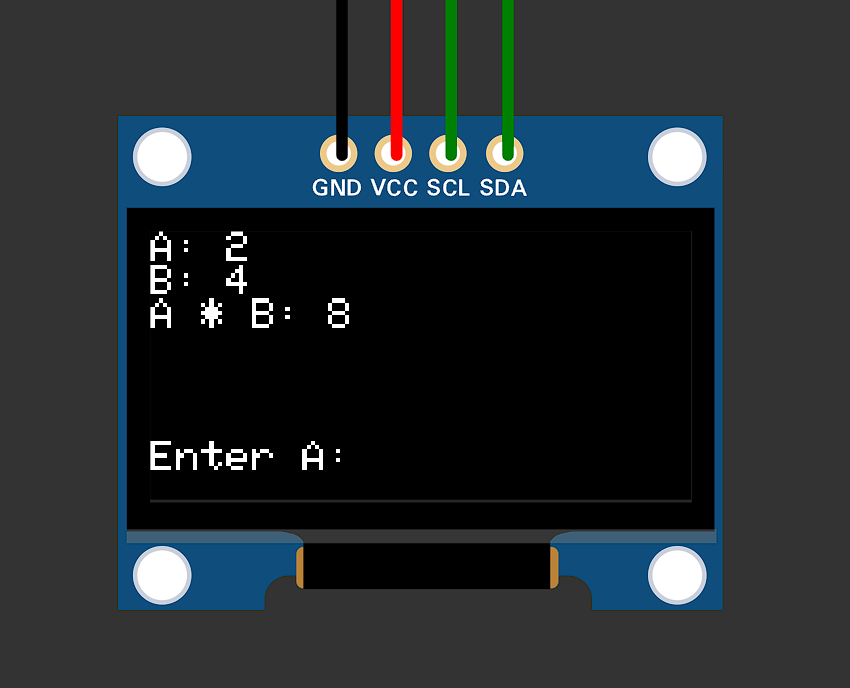 GND VCC SCL SDA
A: 2
B: 4
A * B: 8
Enter A: